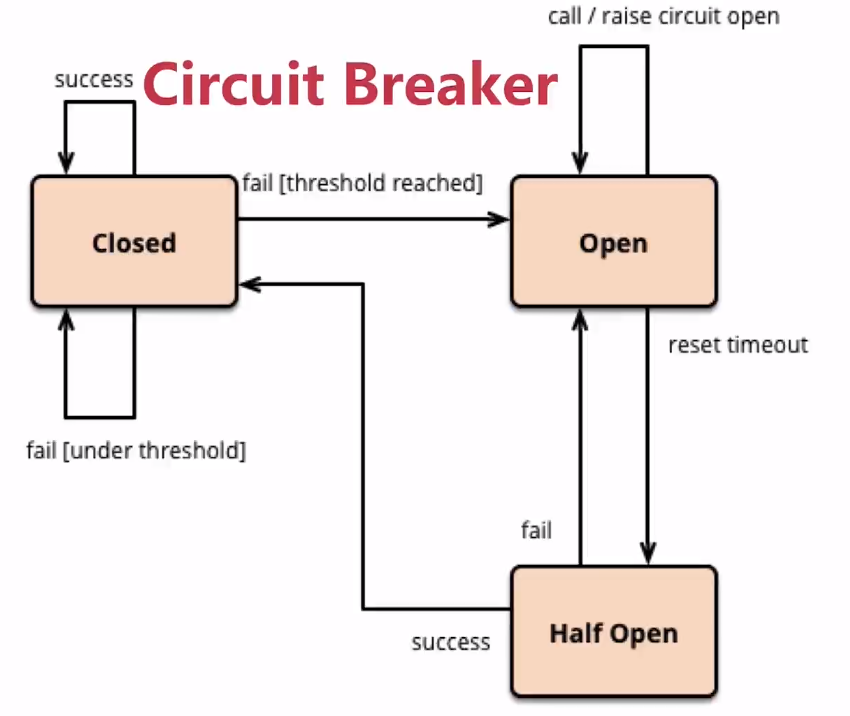 call / raise circuit open
success
Circuit Breaker
fail [threshold reached]
Closed
Open
reset timeout
fail [under threshold]
fail
Half Open
success